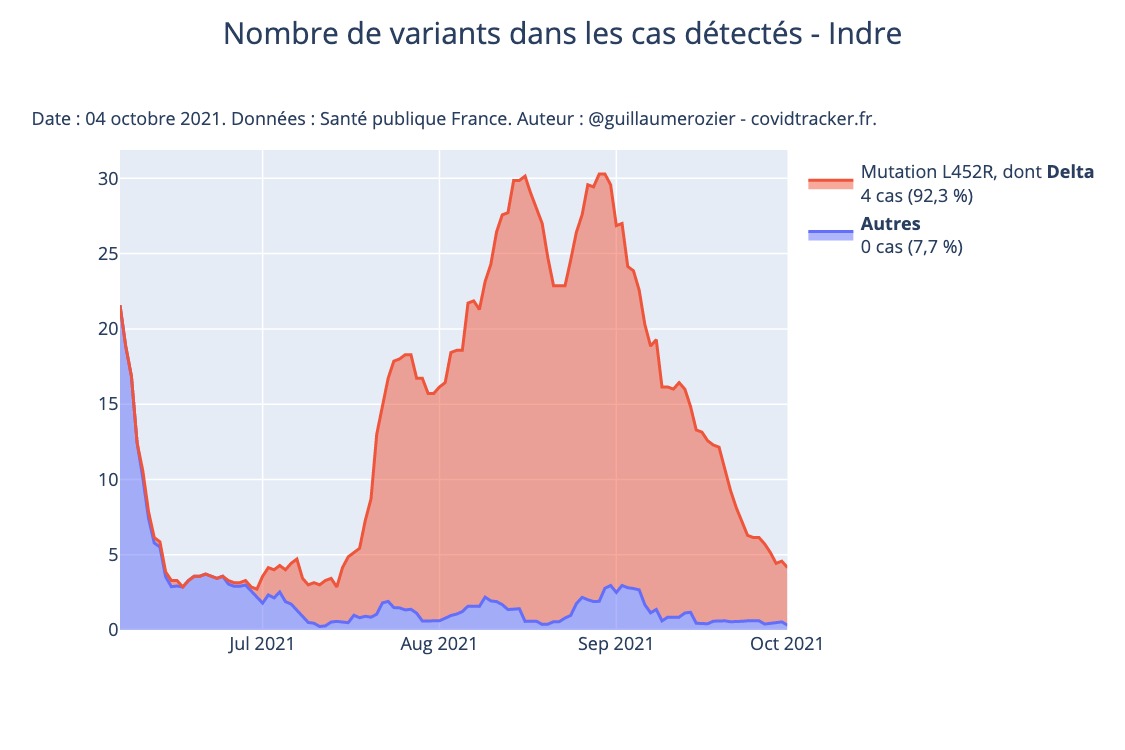 Nombre de variants dans les cas détectés - Indre
Date : 04 octobre 2021. Données : Santé publique France. Auteur : @guillaumerozier - covidtracker.fr.
Mutation L452R, dont Delta
4 cas (92,3 %)
Autres
0 cas (7,7 %)
30
25
20
15
10
5
0
Jul 2021
Aug 2021
Sep 2021
Oct 2021